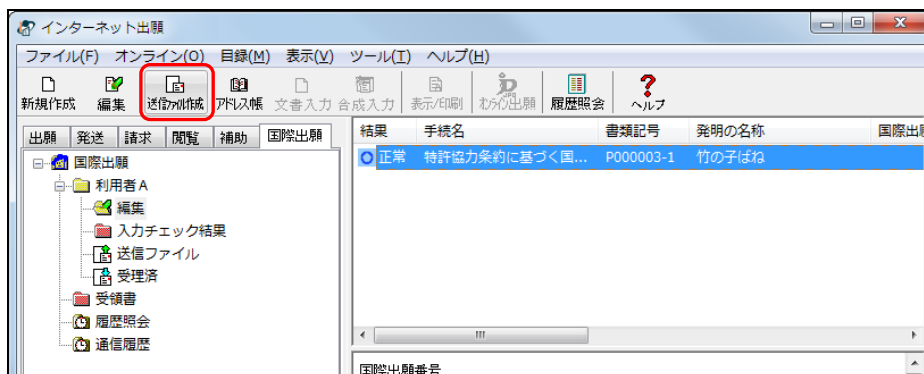 インターネット出願
ファイル(F) オンライン(O) 目録(M) 表示(V) ツール(T) ヘルプ(H)
新規作成 編集 送信ファイル作成 アドレス帳 文書入力 合成入力 表示/印刷 オンライン出願 履歴照会 ヘルプ
出願 発送 請求 閲覧 補助 国際出願
結果 手続名 書類記号 発明の名称 国際出願
正常 特許協力条約に基づく国... P000003-1 竹の子ばね
国際出願
利用者A
編集
入力チェック結果
送信ファイル
受理済
受領書
履歴照会
通信履歴
国際出願番号